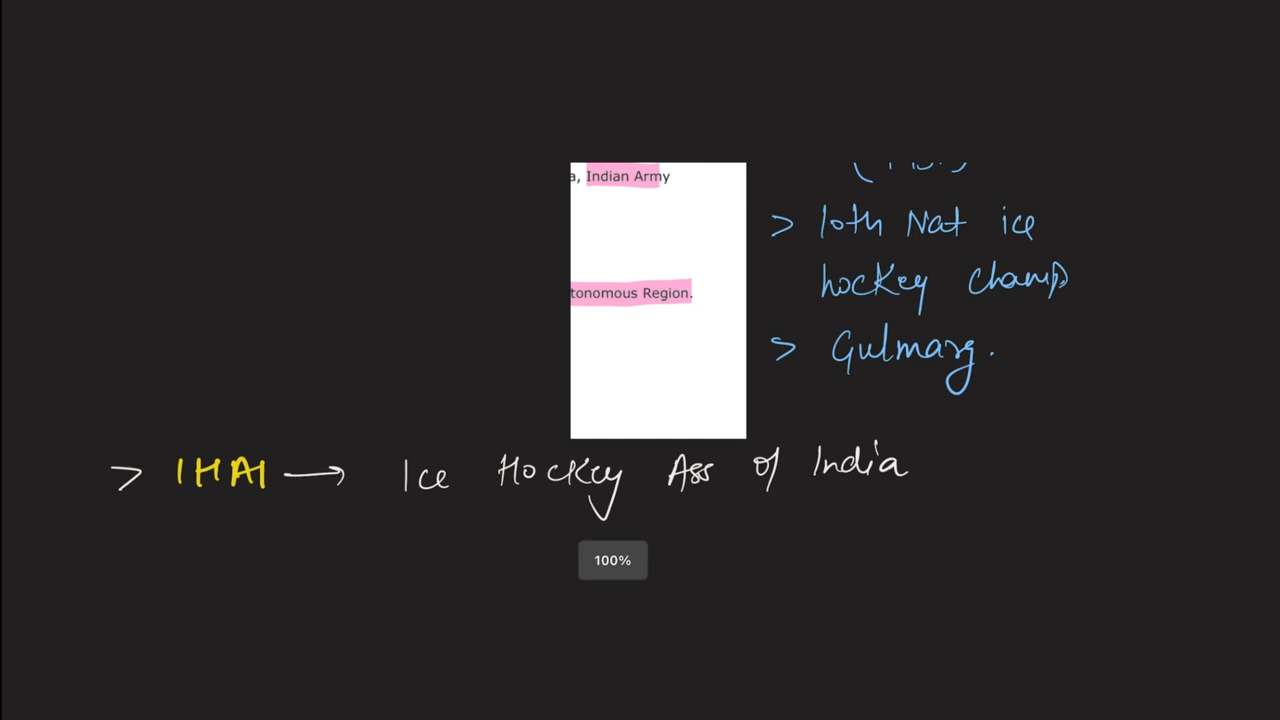 a, Indian Army
> 10th Nat ice
hockey champ.
tonomous Region.
> Gulmarg.
> IHAI → Ice Hockey Ass of India
100%